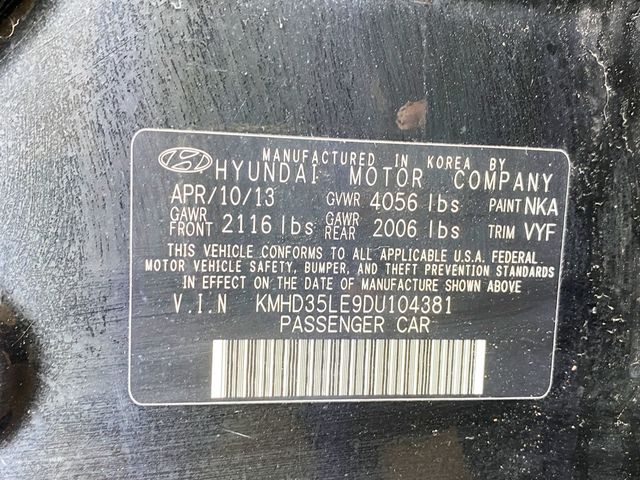 MANUFACTURED IN KOREA BY
HYUNDAI MOTOR COMPANY
APR/10/13 GVWR 4056 lbs PAINT NKA
GAWR FRONT 2116 lbs GAWR REAR 2006 lbs TRIM VYF
THIS VEHICLE CONFORMS TO ALL APPLICABLE U.S.A. FEDERAL
MOTOR VEHICLE SAFETY, BUMPER, AND THEFT PREVENTION STANDARDS
IN EFFECT ON THE DATE OF MANUFACTURE SHOWN ABOVE
V.I.N KMHD35LE9DU104381
PASSENGER CAR